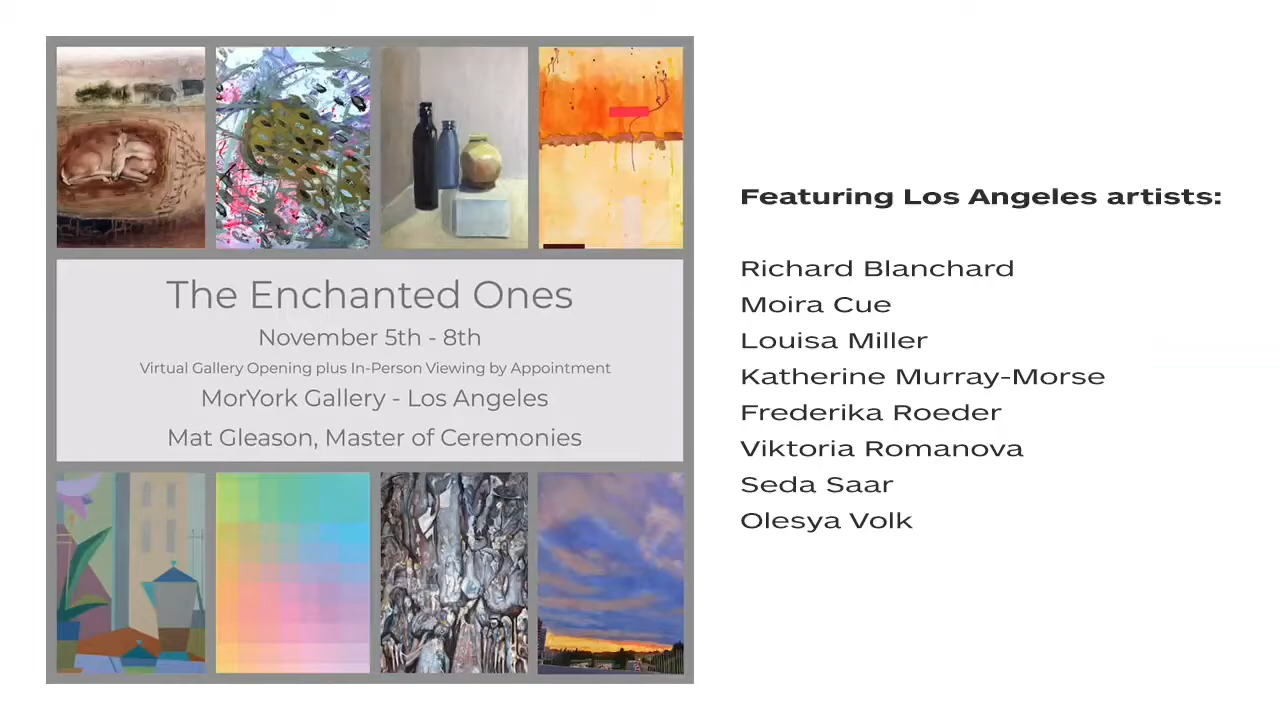 The Enchanted Ones
November 5th - 8th
Virtual Gallery Opening plus In-Person Viewing by Appointment
MorYork Gallery - Los Angeles
Mat Gleason, Master of Ceremonies
Featuring Los Angeles artists:
Richard Blanchard
Moira Cue
Louisa Miller
Katherine Murray-Morse
Frederika Roeder
Viktoria Romanova
Seda Saar
Olesya Volk